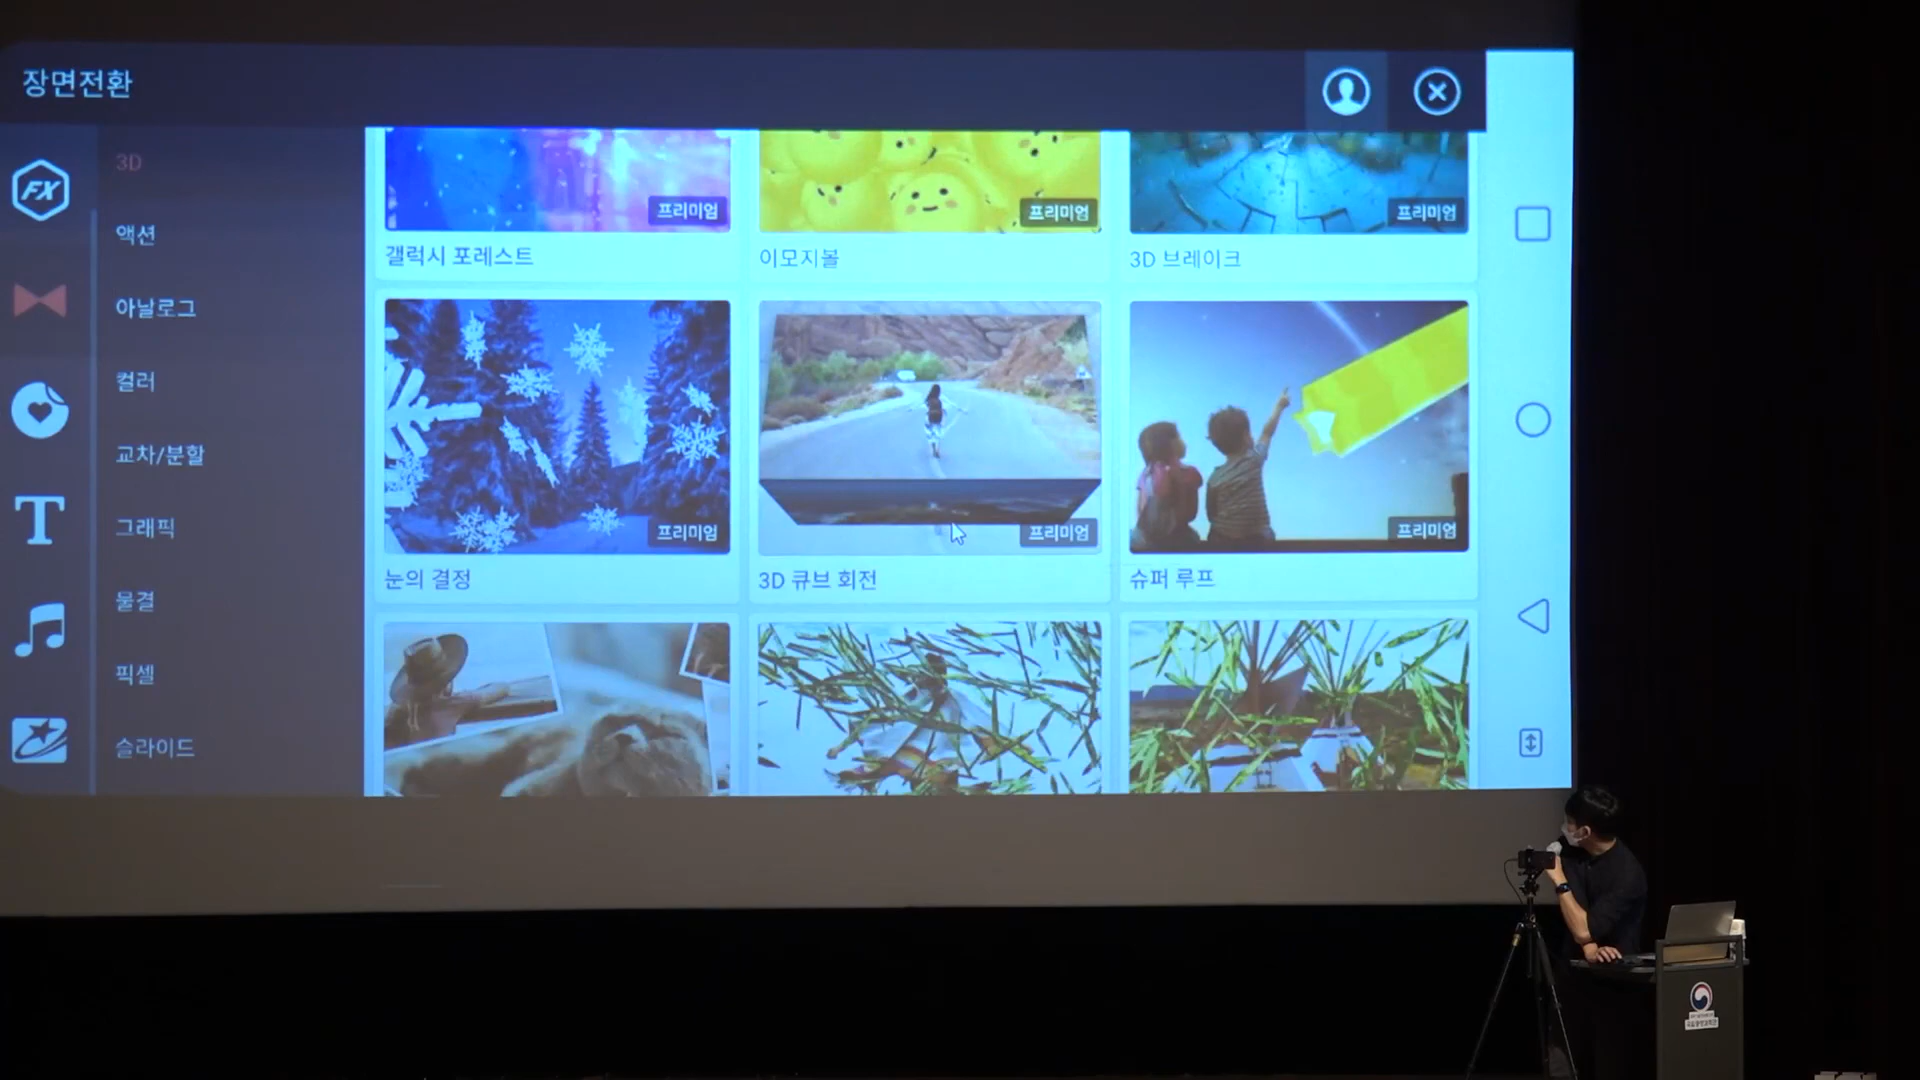 장면전환
3D
액션
아날로그
컬러
교차/분할
그래픽
물결
픽셀
슬라이드
FX
T
프리미엄
갤럭시 포레스트
프리미엄
이모지볼
프리미엄
3D 브레이크
프리미엄
눈의 결정
프리미엄
3D 큐브 회전
프리미엄
슈퍼 루프